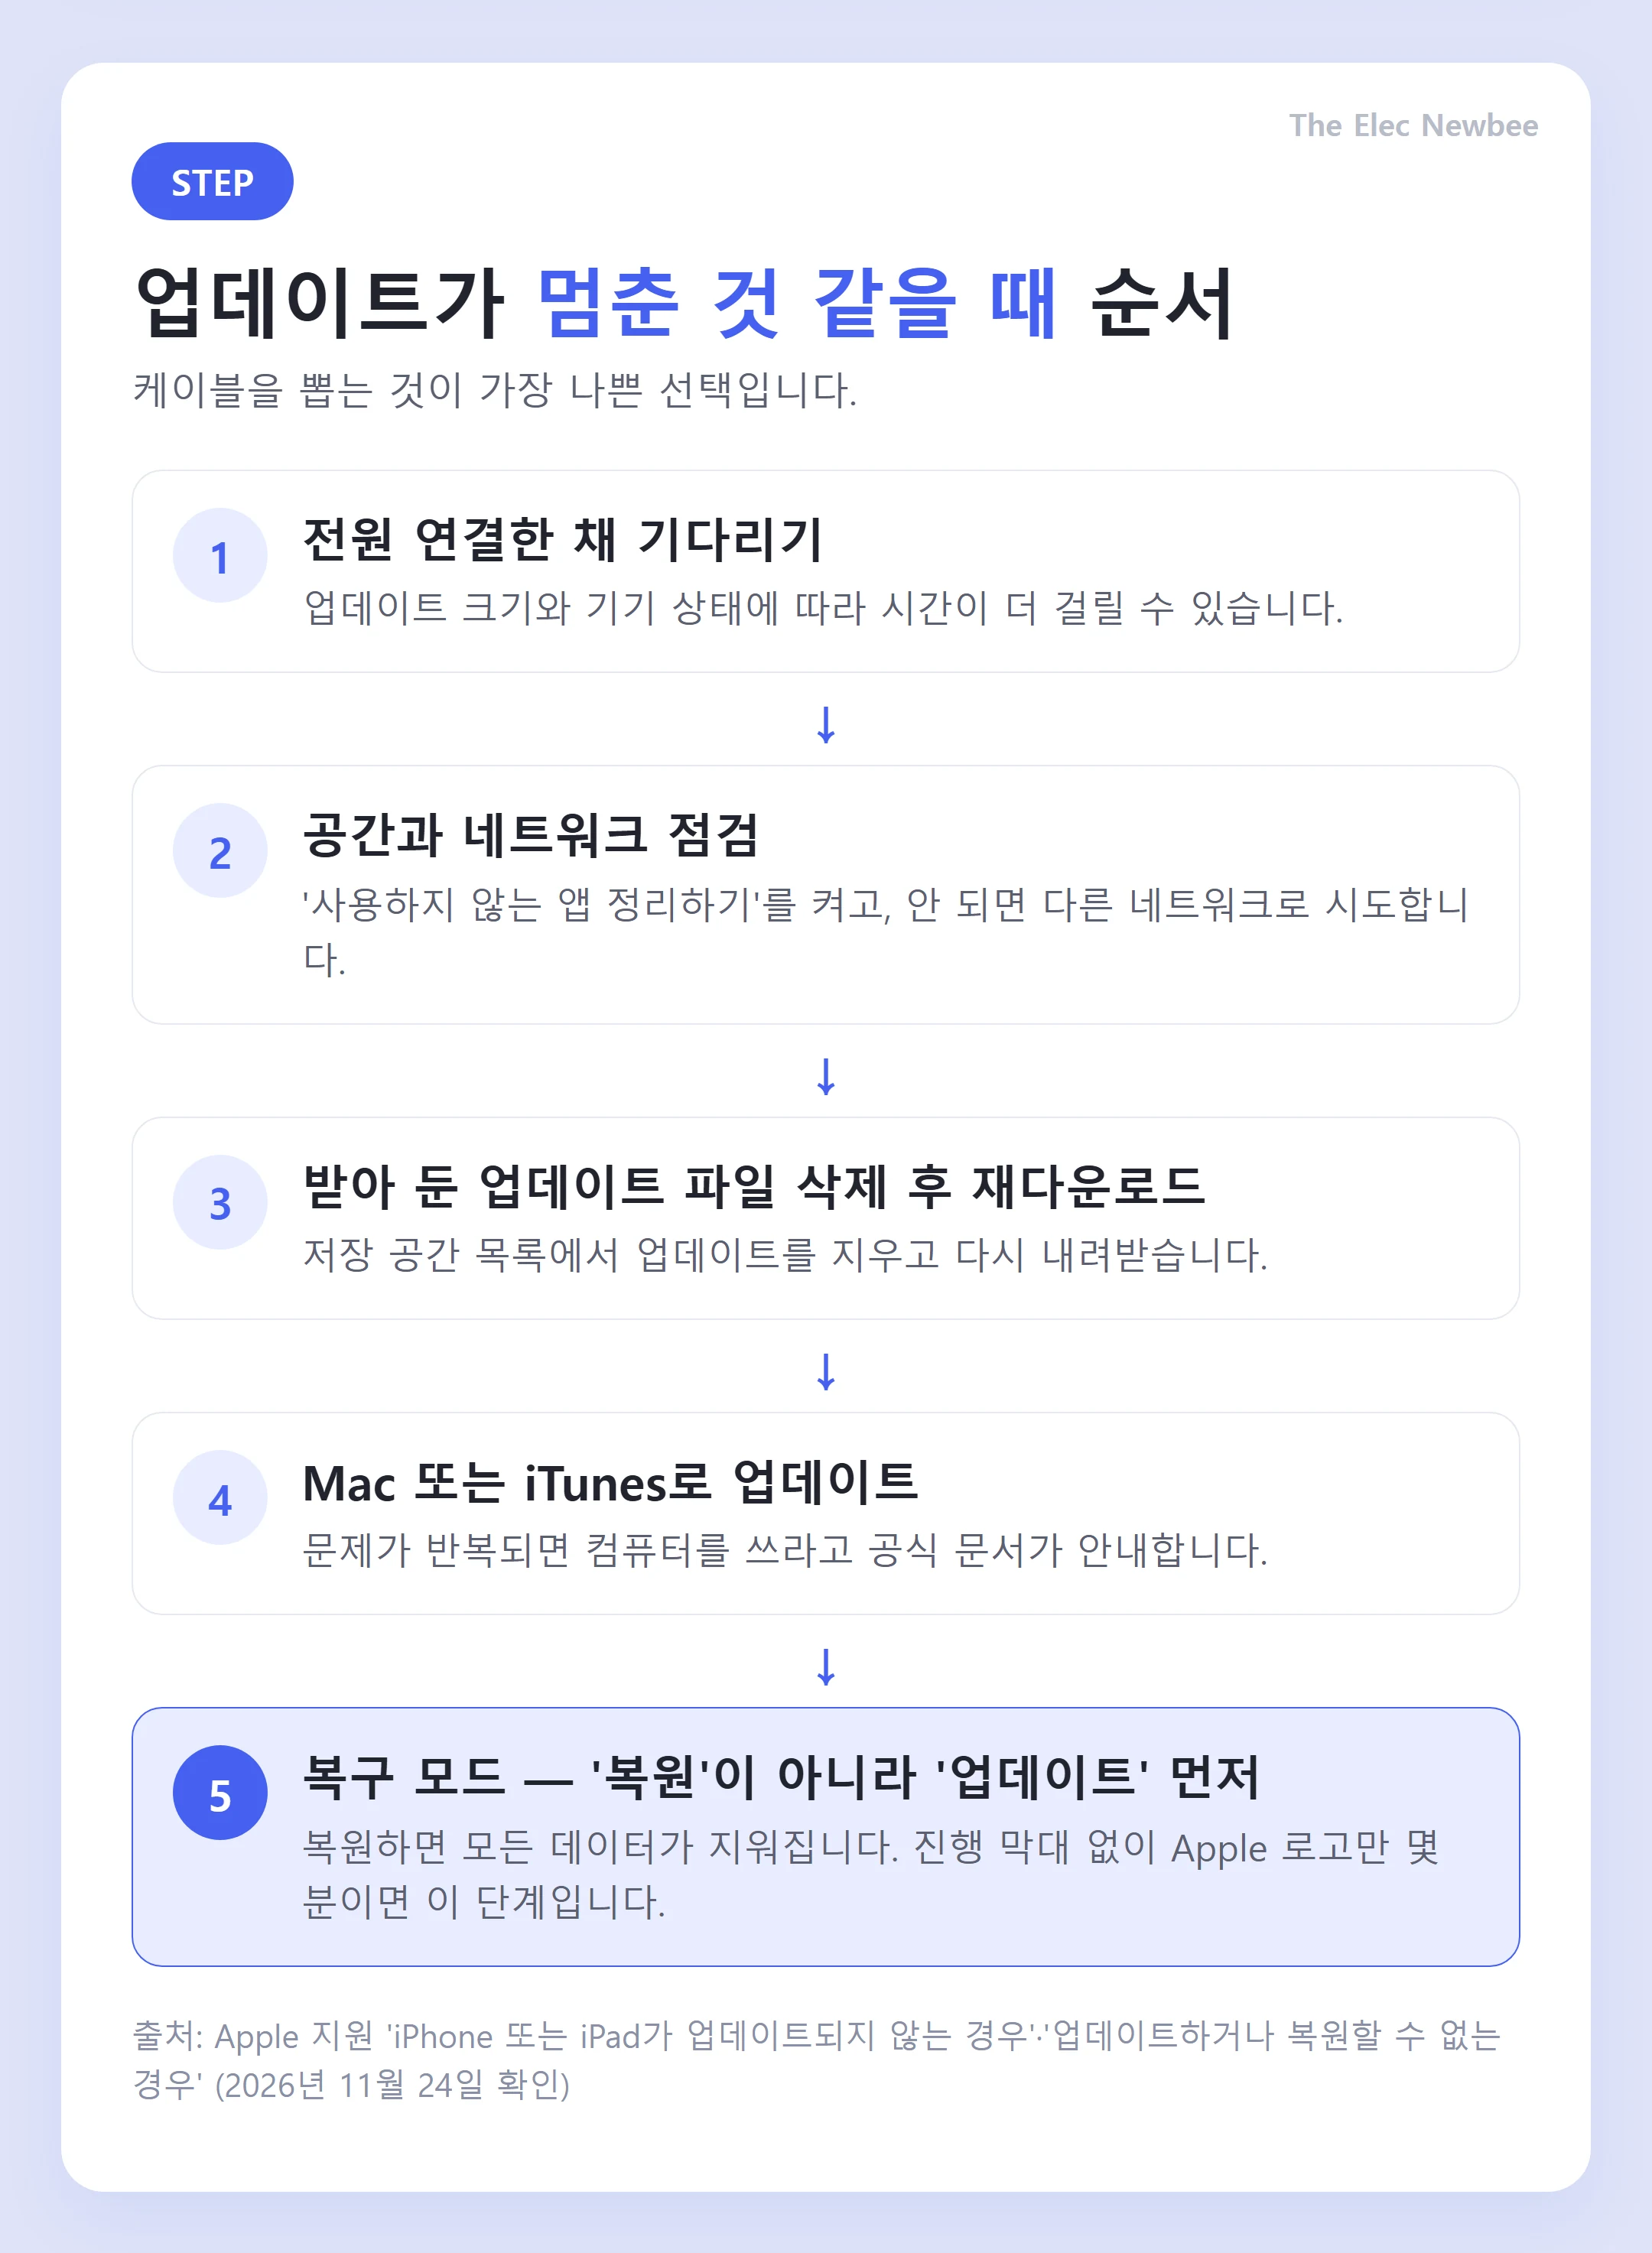 The Elec Newbee
STEP
업데이트가 멈춘 것 같을 때 순서
케이블을 뽑는 것이 가장 나쁜 선택입니다.
1
전원 연결한 채 기다리기
업데이트 크기와 기기 상태에 따라 시간이 더 걸릴 수 있습니다.
↓
2
공간과 네트워크 점검
'사용하지 않는 앱 정리하기'를 켜고, 안 되면 다른 네트워크로 시도합니
다.
↓
3
받아 둔 업데이트 파일 삭제 후 재다운로드
저장 공간 목록에서 업데이트를 지우고 다시 내려받습니다.
↓
4
Mac 또는 iTunes로 업데이트
문제가 반복되면 컴퓨터를 쓰라고 공식 문서가 안내합니다.
↓
5
복구 모드 — '복원'이 아니라 '업데이트' 먼저
복원하면 모든 데이터가 지워집니다. 진행 막대 없이 Apple 로고만 몇
분이면 이 단계입니다.
출처: Apple 지원 'iPhone 또는 iPad가 업데이트되지 않는 경우'·'업데이트하거나 복원할 수 없는
경우' (2026년 11월 24일 확인)